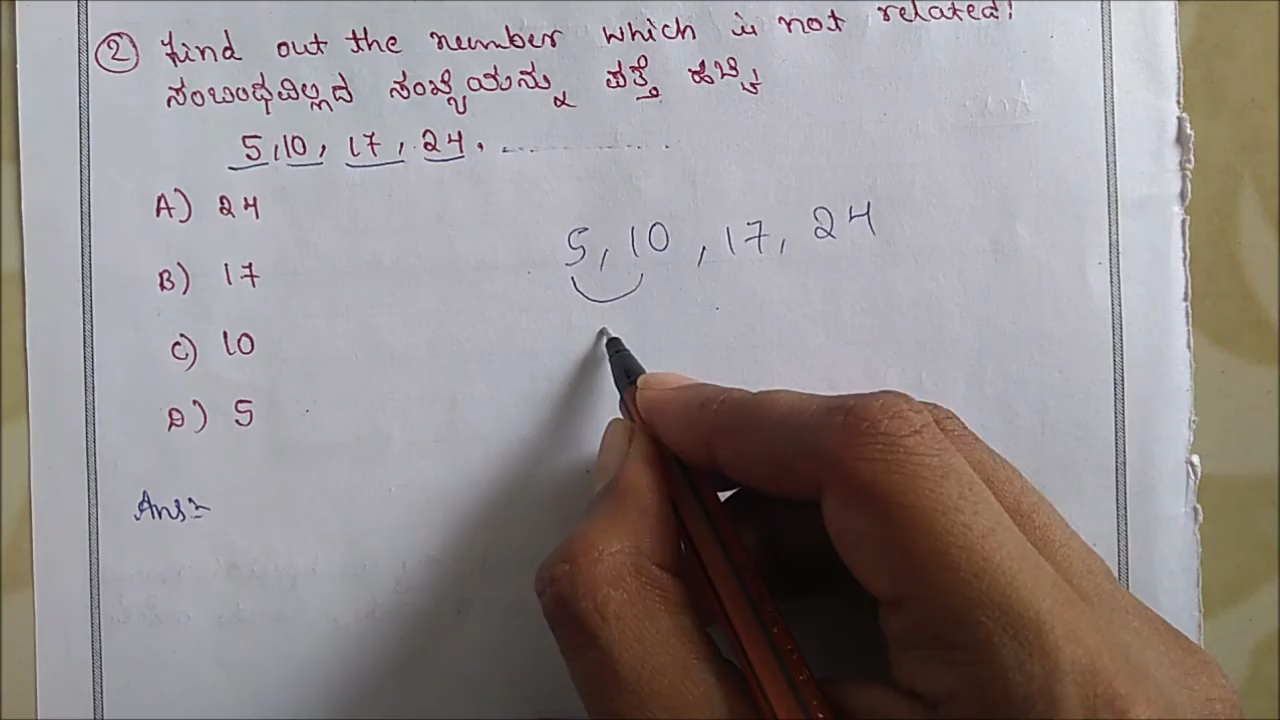 ② find out the number which is not related!
ಸಂಬಂಧವಿಲ್ಲದ ಸಂಖ್ಯೆಯನ್ನು ಪತ್ತೆ ಹಚ್ಚಿ
5,10, 17, 24, ..............
A) 24
5, 10, 17, 24
B) 17
C) 10
D) 5
Ans:-